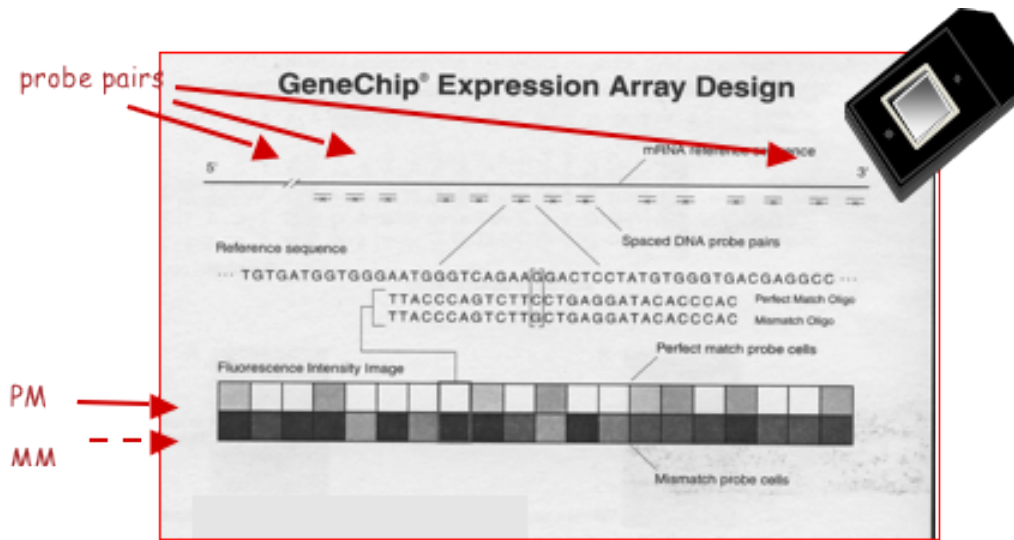 probe pairs
GeneChip® Expression Array Design
mRNA reference sequence
5'
3'
Spaced DNA probe pairs
Reference sequence
··· TGTGATGGTGGGAATGGGTCAGAAGGACTCCTATGTGGGTGACGAGGCC ···
TTACCCAGTCTTCCTGAGGATACACCCAC Perfect Match Oligo
TTACCCAGTCTTGCTGAGGATACACCCAC Mismatch Oligo
Perfect match probe cells
Fluorescence Intensity Image
PM
MM
Mismatch probe cells